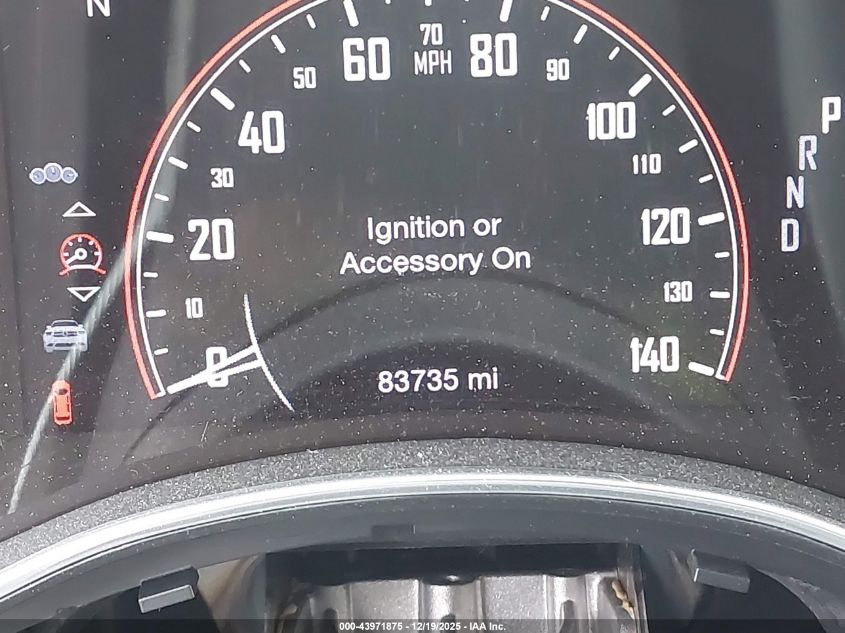 N
70
60 MPH 80
50 90
40 100
30 110
P
R
N
D
Ignition or
Accessory On
20 120
10 130
0 140
83735 mi
000-43971875 - 12/19/2025 - IAA Inc.